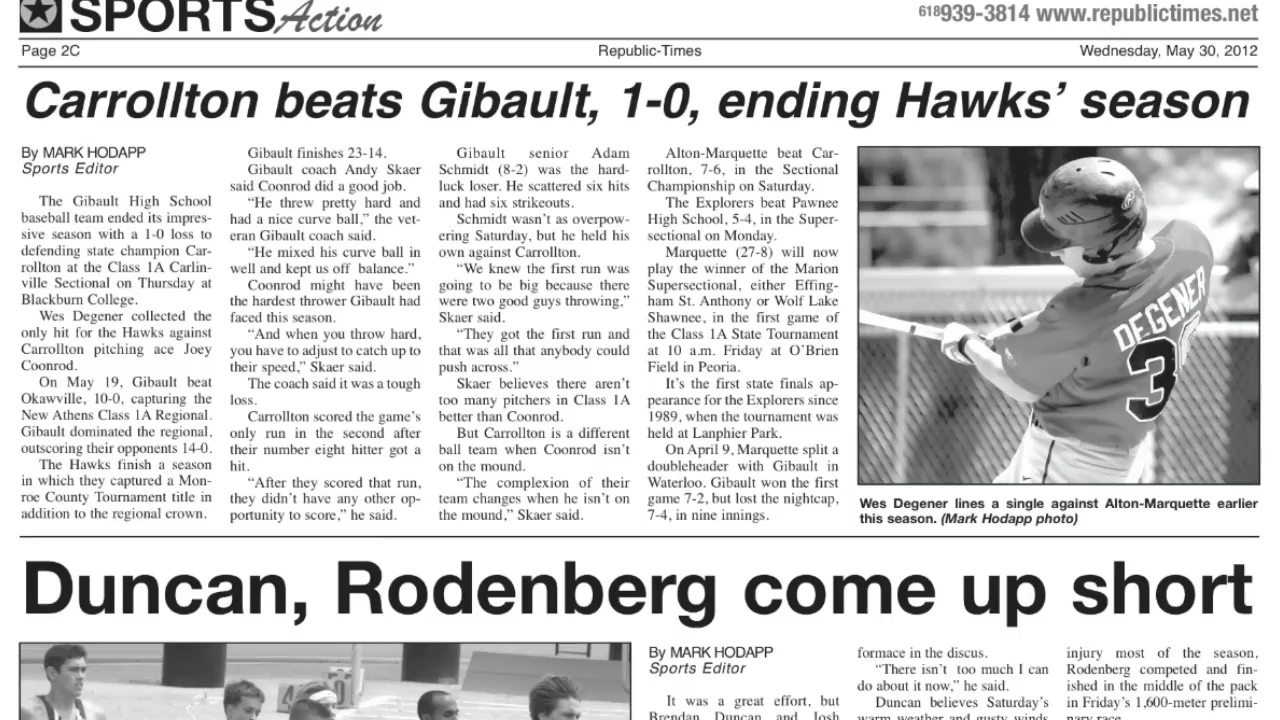 SPORTS Action
618939-3814 www.republictimes.net
Page 2C
Republic-Times
Wednesday, May 30, 2012
Carrollton beats Gibault, 1-0, ending Hawks' season
By MARK HODAPP
Sports Editor
The Gibault High School
baseball team ended its impres-
sive season with a 1-0 loss to
defending state champion Car-
rollton at the Class 1A Carlin-
ville Sectional on Thursday at
Blackburn College.
Wes Degener collected the
only hit for the Hawks against
Carrollton pitching ace Joey
Coonrod.
On May 19, Gibault beat
Okawville, 10-0, capturing the
New Athens Class 1A Regional.
Gibault dominated the regional,
outscoring their opponents 14-0.
The Hawks finish a season
in which they captured a Mon-
roe County Tournament title in
addition to the regional crown.
Gibault finishes 23-14.
Gibault coach Andy Skaer
said Coonrod did a good job.
“He threw pretty hard and
had a nice curve ball,” the vet-
eran Gibault coach said.
“He mixed his curve ball in
well and kept us off balance.”
Coonrod might have been
the hardest thrower Gibault had
faced this season.
“And when you throw hard,
you have to adjust to catch up to
their speed,” Skaer said.
The coach said it was a tough
loss.
Carrollton scored the game's
only run in the second after
their number eight hitter got a
hit.
“After they scored that run,
they didn't have any other op-
portunity to score,” he said.
Gibault senior Adam
Schmidt (8-2) was the hard-
luck loser. He scattered six hits
and had six strikeouts.
Schmidt wasn't as overpow-
ering Saturday, but he held his
own against Carrollton.
“We knew the first run was
going to be big because there
were two good guys throwing,”
Skaer said.
“They got the first run and
that was all that anybody could
push across.”
Skaer believes there aren't
too many pitchers in Class 1A
better than Coonrod.
But Carrollton is a different
ball team when Coonrod isn't
on the mound.
“The complexion of their
team changes when he isn't on
the mound,” Skaer said.
Alton-Marquette beat Car-
rollton, 7-6, in the Sectional
Championship on Saturday.
The Explorers beat Pawnee
High School, 5-4, in the Super-
sectional on Monday.
Marquette (27-8) will now
play the winner of the Marion
Supersectional, either Effing-
ham St. Anthony or Wolf Lake
Shawnee, in the first game of
the Class 1A State Tournament
at 10 a.m. Friday at O'Brien
Field in Peoria.
It's the first state finals ap-
pearance for the Explorers since
1989, when the tournament was
held at Lanphier Park.
On April 9, Marquette split a
doubleheader with Gibault in
Waterloo. Gibault won the first
game 7-2, but lost the nightcap,
7-4, in nine innings.
DEGENER
Wes Degener lines a single against Alton-Marquette earlier
this season. (Mark Hodapp photo)
Duncan, Rodenberg come up short
By MARK HODAPP
Sports Editor
It was a great effort, but
Brendan Duncan and Josh
formace in the discus.
“There isn't too much I can
do about it now,” he said.
Duncan believes Saturday's
warm weather and gusty winds
injury most of the season,
Rodenberg competed and fin-
ished in the middle of the pack
in Friday's 1,600-meter prelimi-
nary race.